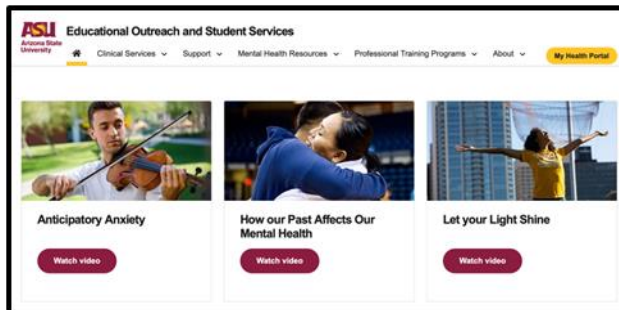 ASU Educational Outreach and Student Services
Arizona State
University
Clinical Services Support Mental Health Resources Professional Training Programs About My Health Portal
Anticipatory Anxiety
How our Past Affects Our
Mental Health
Let your Light Shine
Watch video Watch video Watch video